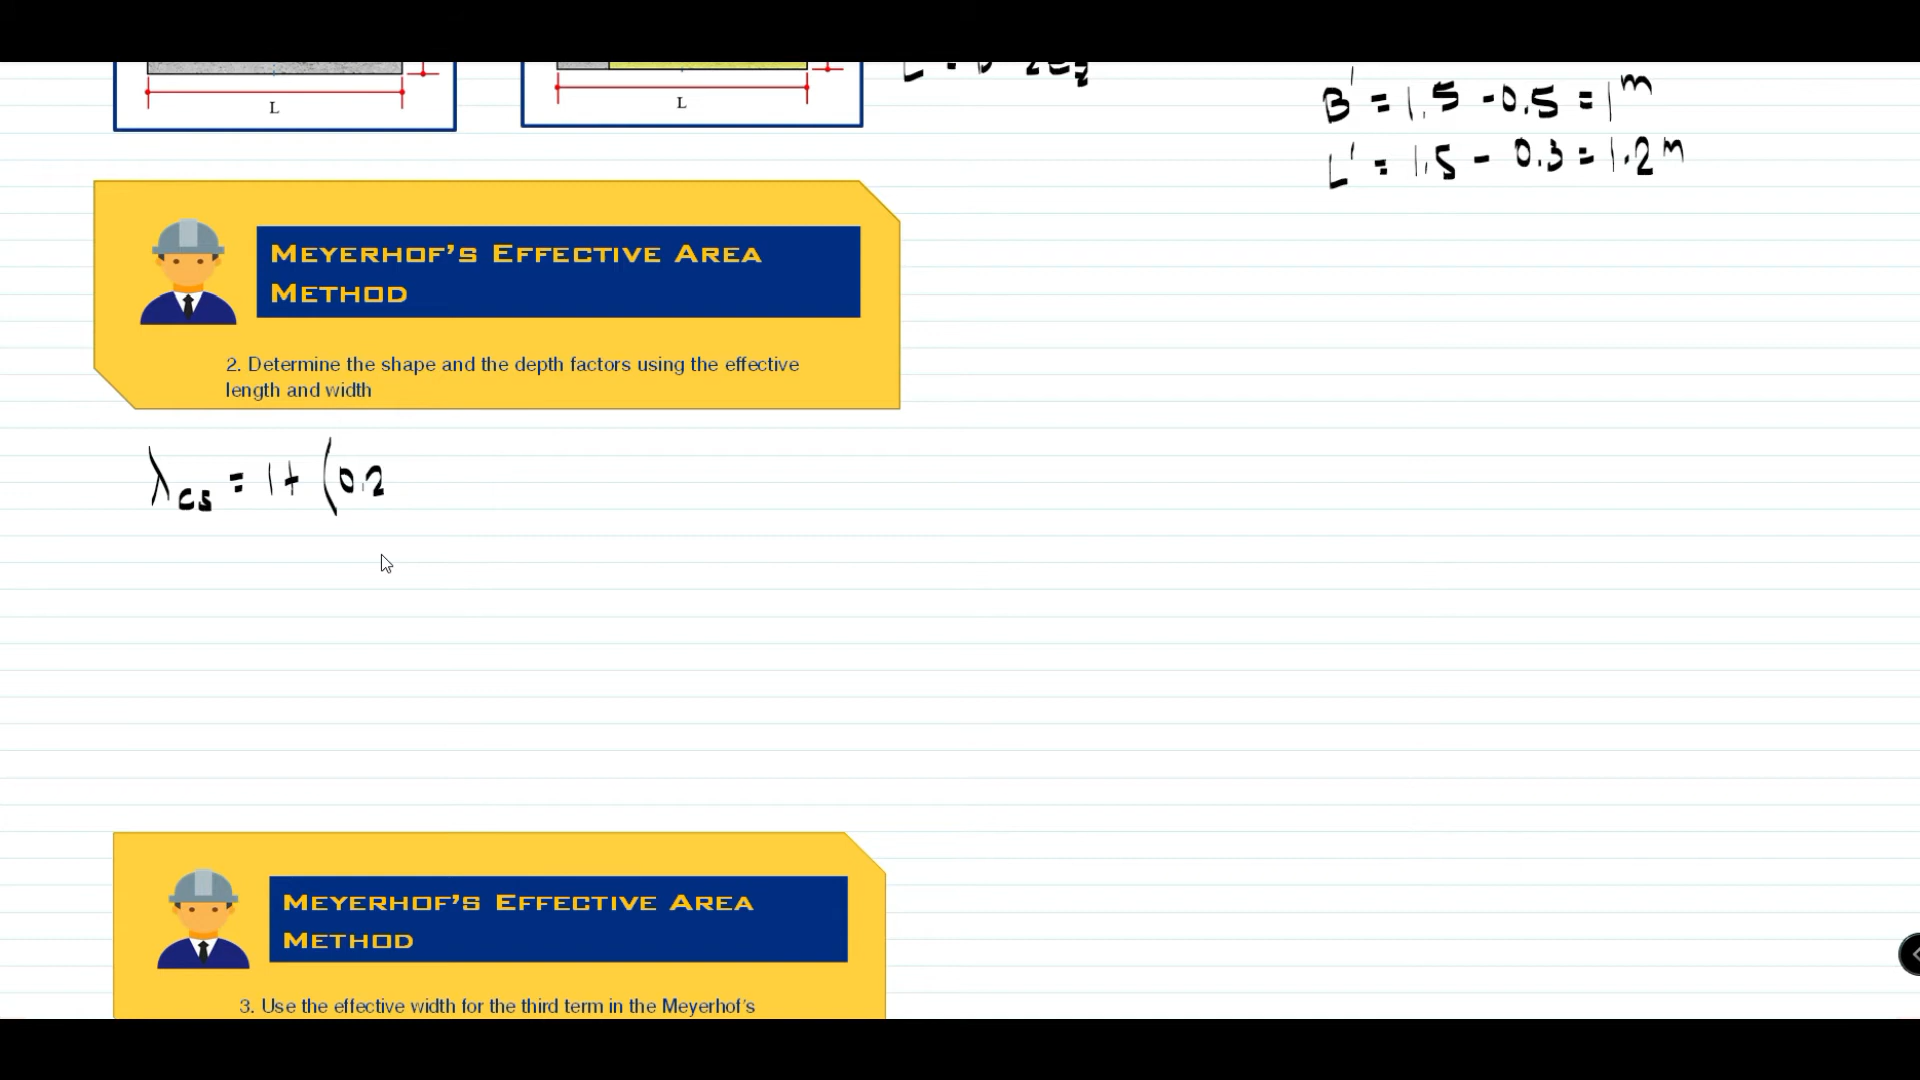 L
L
B' = 1.5 - 0.5 = 1 m
L' = 1.5 - 0.3 = 1.2 m
MEYERHOF'S EFFECTIVE AREA
METHOD
2. Determine the shape and the depth factors using the effective
length and width
λcs = 1 + (0.2
MEYERHOF'S EFFECTIVE AREA
METHOD
3. Use the effective width for the third term in the Meyerhof's